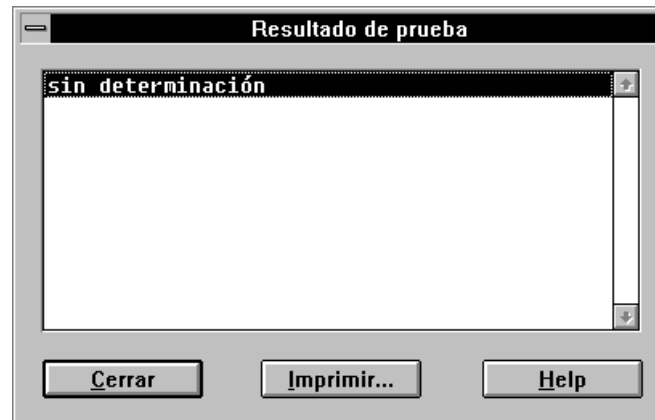 Resultado de prueba
sin determinación
Cerrar
Imprimir...
Help